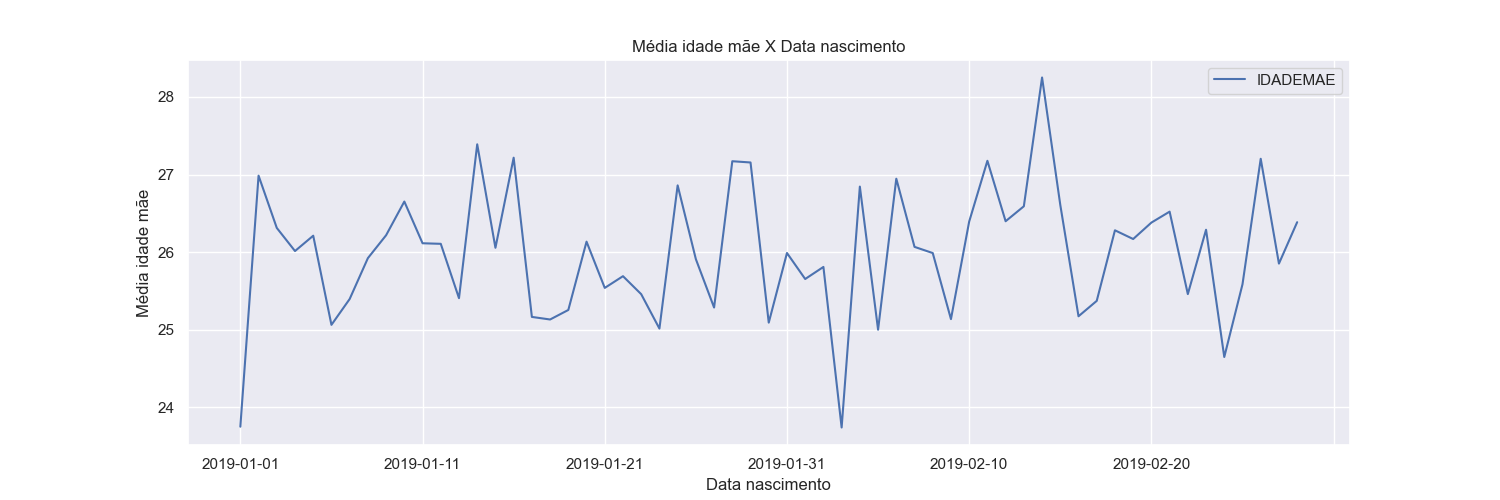 Média idade mãe X Data nascimento
IDADEMAE
Média idade mãe
28
27
26
25
24
2019-01-01 2019-01-11 2019-01-21 2019-01-31 2019-02-10 2019-02-20
Data nascimento